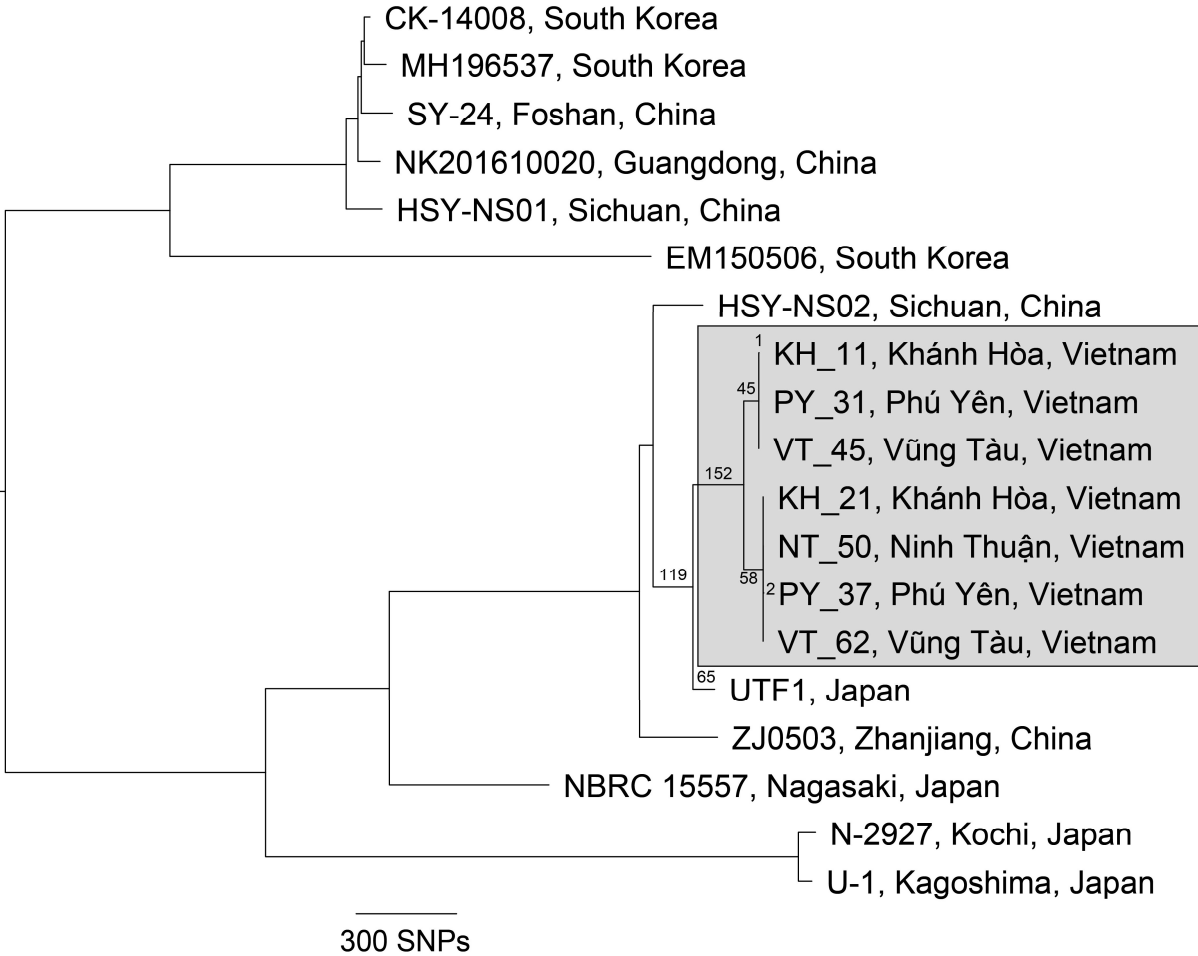 CK-14008, South Korea
MH196537, South Korea
SY-24, Foshan, China
NK201610020, Guangdong, China
HSY-NS01, Sichuan, China
EM150506, South Korea
HSY-NS02, Sichuan, China
1
KH_11, Khánh Hòa, Vietnam
45
PY_31, Phú Yên, Vietnam
VT_45, Vũng Tàu, Vietnam
152
KH_21, Khánh Hòa, Vietnam
NT_50, Ninh Thuận, Vietnam
119
58
2
PY_37, Phú Yên, Vietnam
VT_62, Vũng Tàu, Vietnam
65
UTF1, Japan
ZJ0503, Zhanjiang, China
NBRC 15557, Nagasaki, Japan
N-2927, Kochi, Japan
U-1, Kagoshima, Japan
300 SNPs